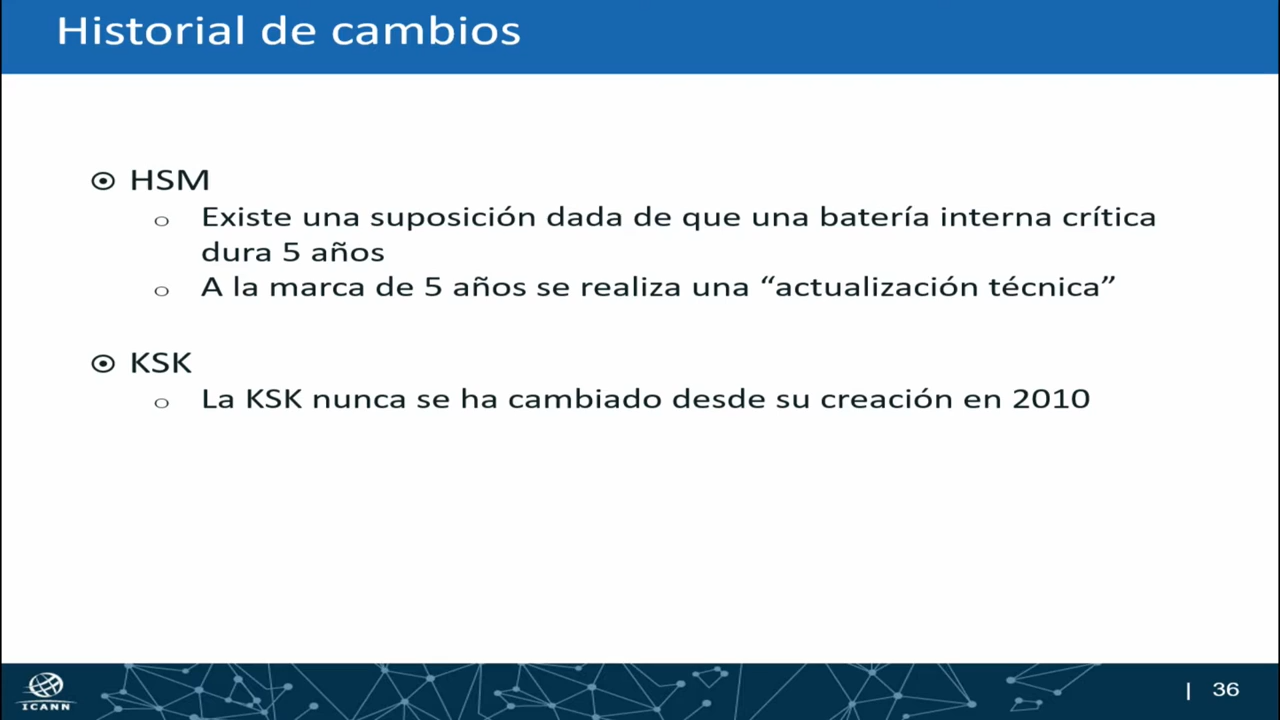 Historial de cambios
HSM
Existe una suposición dada de que una batería interna crítica
dura 5 años
A la marca de 5 años se realiza una “actualización técnica”
KSK
La KSK nunca se ha cambiado desde su creación en 2010
ICANN
| 36